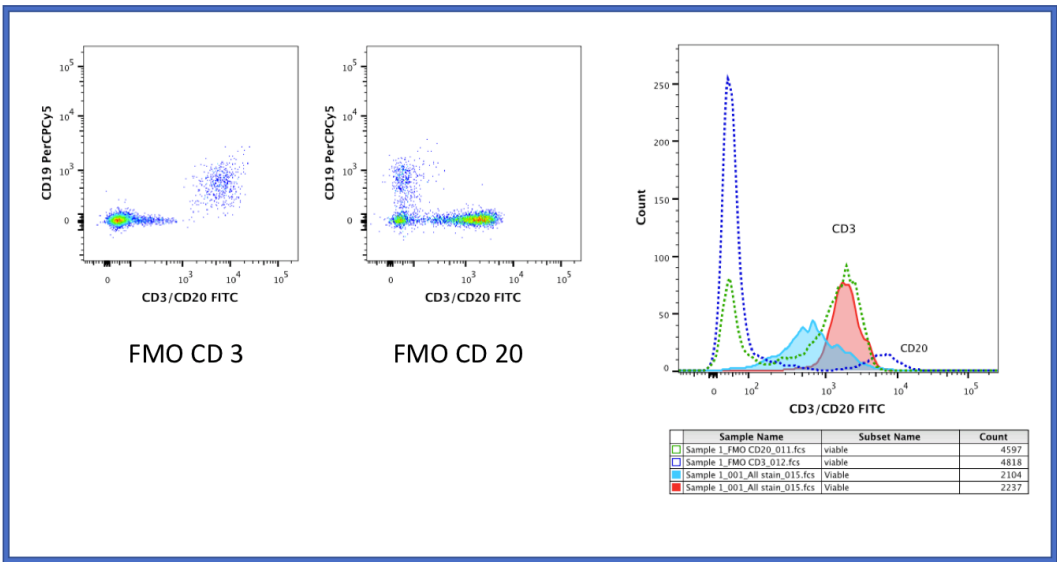 10^5
10^4
10^3
0
CD19 PerCPCy5
0
10^3
10^4
10^5
CD3/CD20 FITC
FMO CD 3
10^5
10^4
10^3
0
CD19 PerCPCy5
0
10^3
10^4
10^5
CD3/CD20 FITC
FMO CD 20
250
200
150
100
50
0
Count
CD3
CD20
0
10^2
10^3
10^4
10^5
CD3/CD20 FITC
Sample Name Subset Name Count
Sample 1_FMO CD20_011.fcs viable 4597
Sample 1_FMO CD3_012.fcs viable 4818
Sample 1_001_All stain_015.fcs Viable 2104
Sample 1_001_All stain_015.fcs Viable 2237